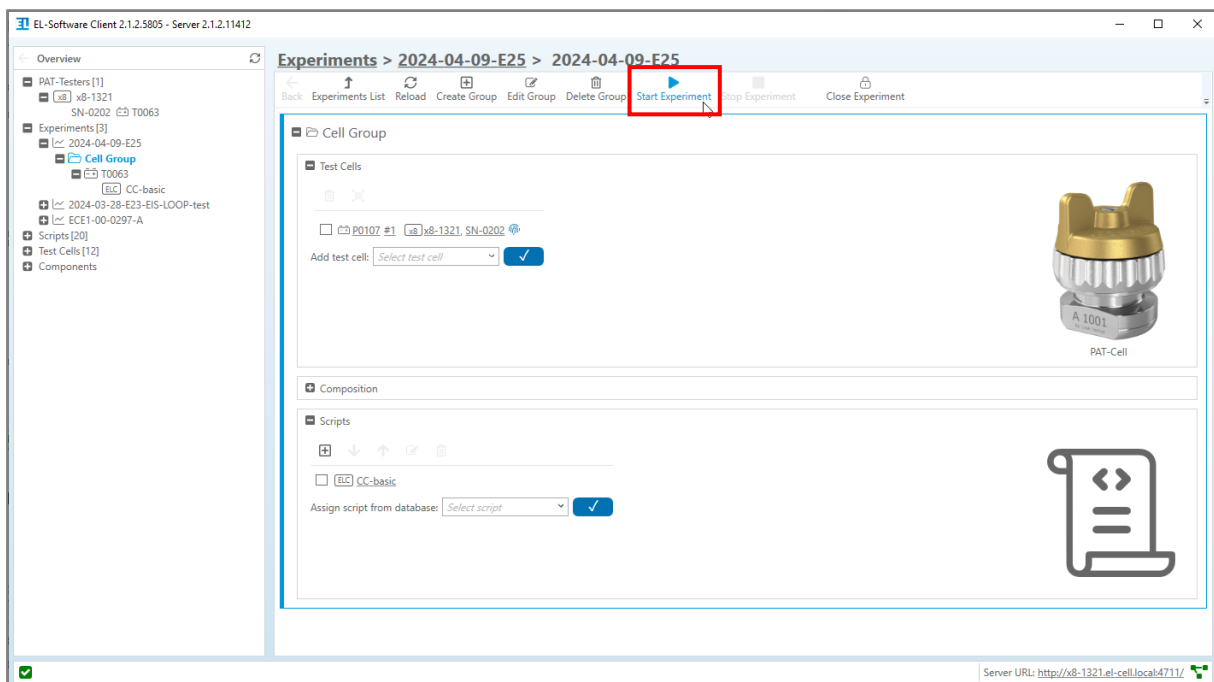 EL-Software Client 2.1.2.5805 - Server 2.1.2.11412
Overview
PAT-Testers [1]
x8 x8-1321
SN-0202 T0063
Experiments [3]
2024-04-09-E25
Cell Group
T0063
ELC CC-basic
2024-03-28-E23-EIS-LOOP-test
ECE1-00-0297-A
Scripts [20]
Test Cells [12]
Components
Experiments > 2024-04-09-E25 > 2024-04-09-E25
Back Experiments List Reload Create Group Edit Group Delete Group Start Experiment Stop Experiment Close Experiment
Cell Group
Test Cells
P0107 #1 x8 x8-1321, SN-0202
Add test cell: Select test cell
A 1001
PAT-Cell
Composition
Scripts
ELC CC-basic
Assign script from database: Select script
Server URL: http://x8-1321.el-cell.local:4711/